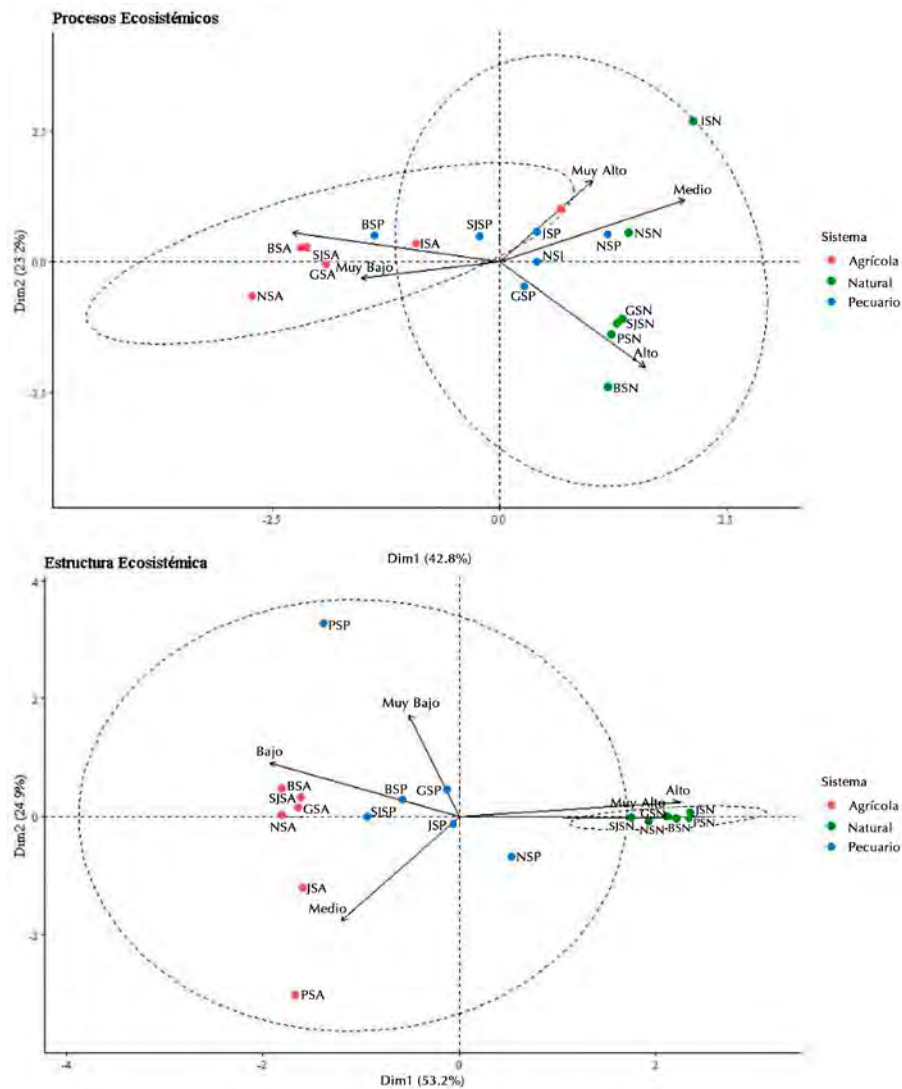 Procesos Ecosistémicos
Dim2 (23.2%)
JSN
Muy Alto
Medio
BSP
SJSP
JSP
NSN
BSA
JSA
NSP
SJSA
NSI
GSA
Muy Bajo
GSP
NSA
GSN
SJSN
PSN
Alto
BSN
0.0
-2.5
Sistema
Agrícola
Natural
Pecuario
Dim1 (42.8%)
Estructura Ecosistémica
4
PSP
2
Muy Bajo
Bajo
BSA
BSP
GSP
SJSA
GSA
SJSP
Alto
Muy Alto
JSN
GSN
0
NSA
JSP
SJSN
NSN
BSN
PSN
NSP
Dim2 (24.9%)
JSA
Medio
-2
PSA
-4
-2
0
2
Sistema
Agrícola
Natural
Pecuario
Dim1 (53.2%)